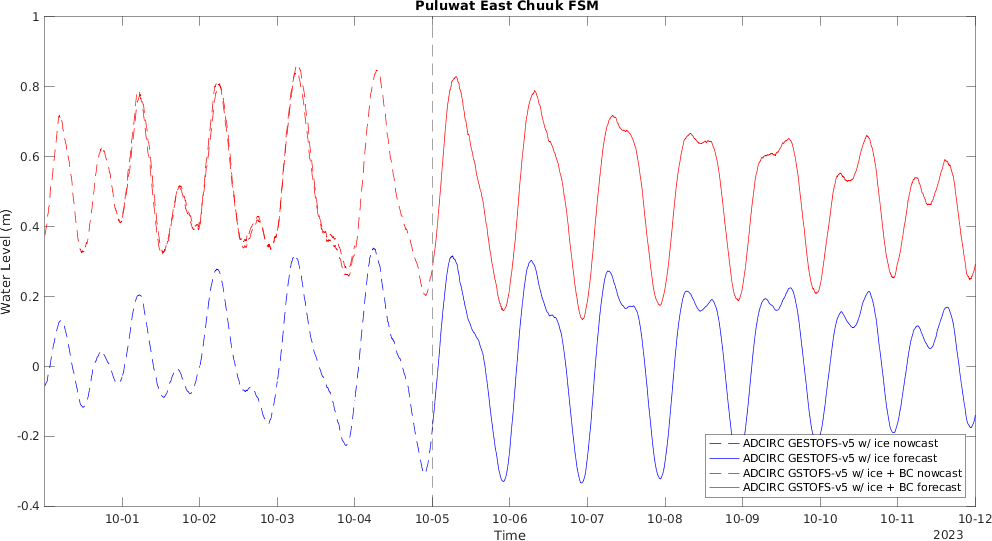 Puluwat East Chuuk FSM
1
0.8
0.6
0.4
0.2
0
-0.2
-0.4
Water Level (m)
ADCIRC GESTOFS-v5 w/ ice nowcast
ADCIRC GESTOFS-v5 w/ ice forecast
ADCIRC GSTOFS-v5 w/ ice + BC nowcast
ADCIRC GSTOFS-v5 w/ ice + BC forecast
10-01 10-02 10-03 10-04 10-05 10-06 10-07 10-08 10-09 10-10 10-11 10-12
Time
2023